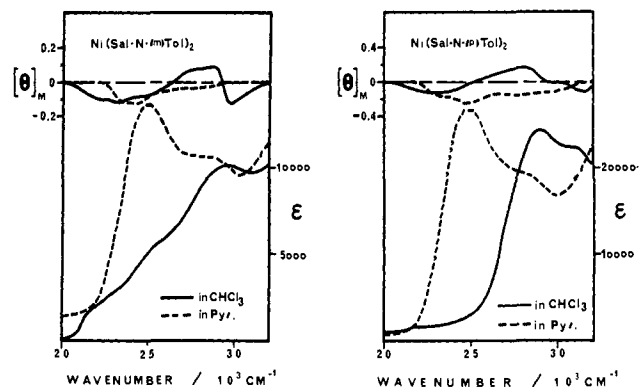 Ni(Sal-N-(m)Tol)2
0.2
0
-0.2
[θ]M
10000
5000
ε
in CHCl3
in Pyr.
20 25 30
WAVENUMBER / 10³ CM⁻¹
Ni(Sal-N-(p)Tol)2
0.4
0
-0.4
[θ]M
20000
10000
ε
in CHCl3
in Pyr.
20 25 30
WAVENUMBER / 10³ CM⁻¹